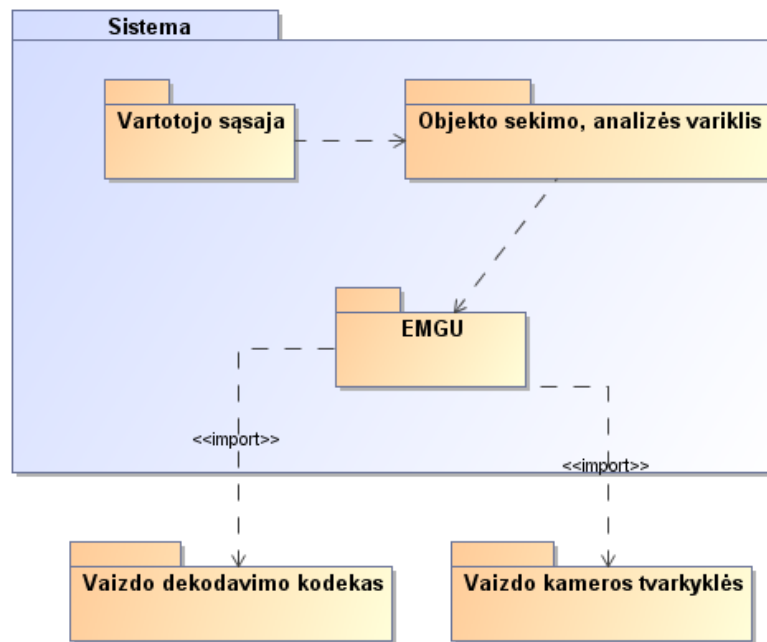 Sistema
Vartotojo sąsaja
Objekto sekimo, analizės variklis
EMGU
<<import>>
<<import>>
Vaizdo dekodavimo kodekas
Vaizdo kameros tvarkyklės